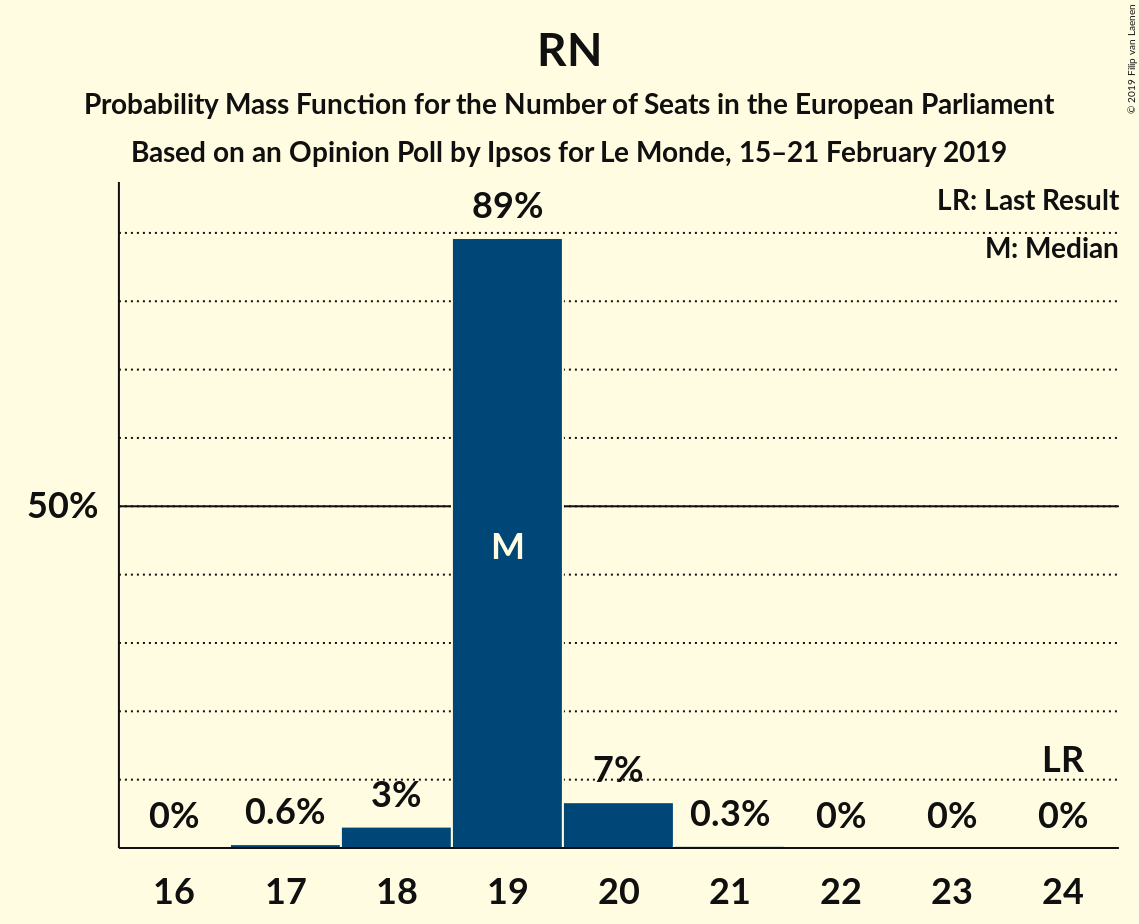 RN
Probability Mass Function for the Number of Seats in the European Parliament
Based on an Opinion Poll by Ipsos for Le Monde, 15–21 February 2019
© 2019 Filip van Laenen
LR: Last Result
M: Median
89%
50%
M
LR
0%
0.6%
3%
7%
0.3%
0%
0%
0%
16
17
18
19
20
21
22
23
24